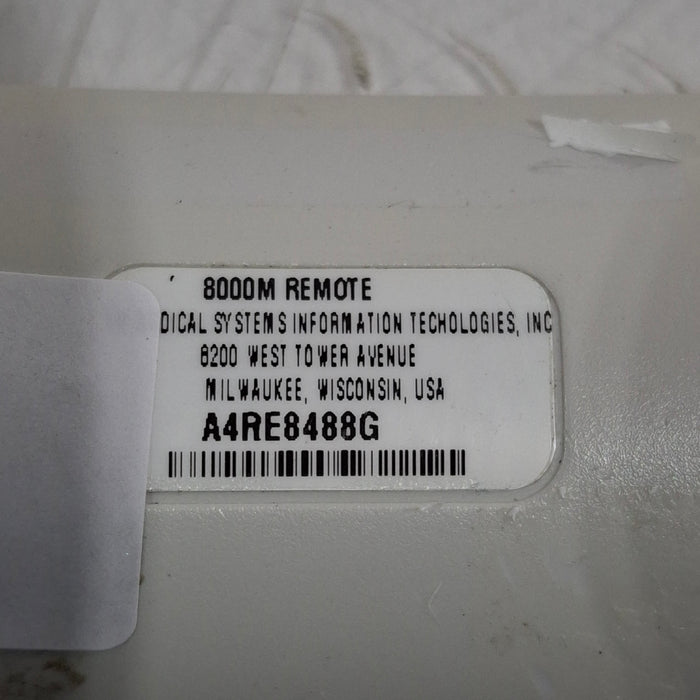 8000M REMOTE
DICAL SYSTEMS INFORMATION TECHOLOGIES, INC
8200 WEST TOWER AVENUE
MILWAUKEE, WISCONSIN, USA
A4RE8488G